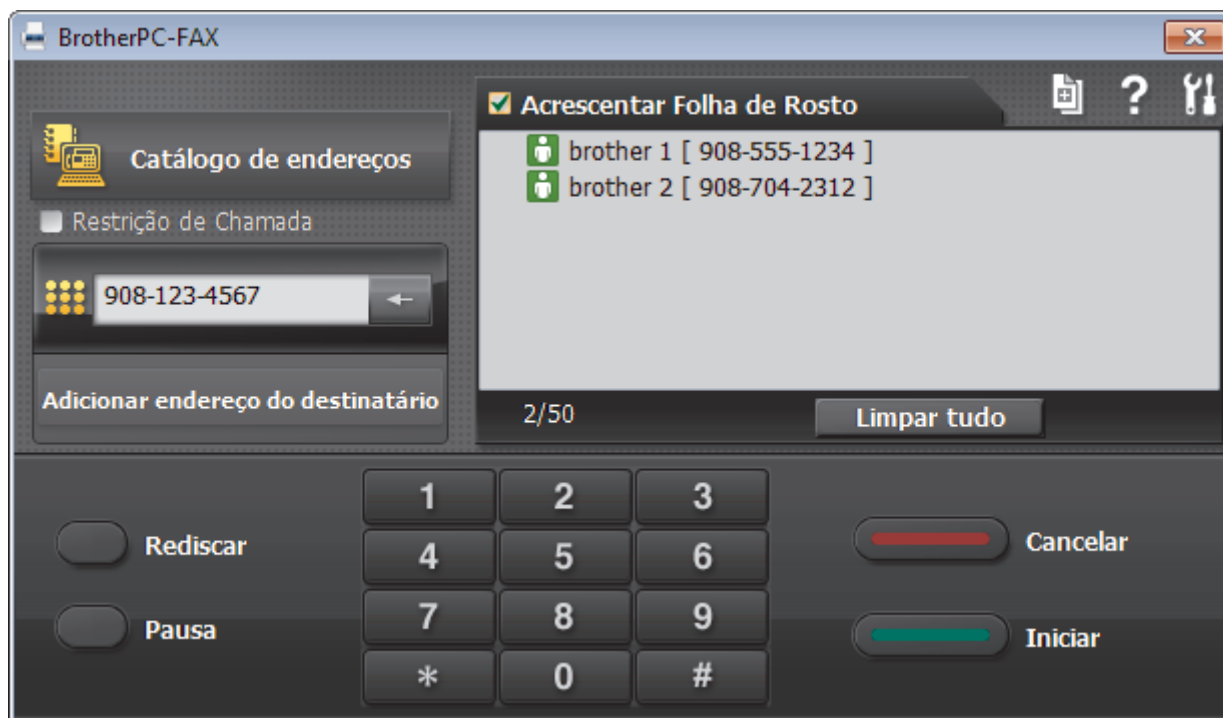 BrotherPC-FAX
Catálogo de endereços
Restrição de Chamada
908-123-4567
Adicionar endereço do destinatário
Acrescentar Folha de Rosto
?
brother 1 [ 908-555-1234 ]
brother 2 [ 908-704-2312 ]
2/50
Limpar tudo
Rediscar
Pausa
1 2 3
4 5 6
7 8 9
* 0 #
Cancelar
Iniciar